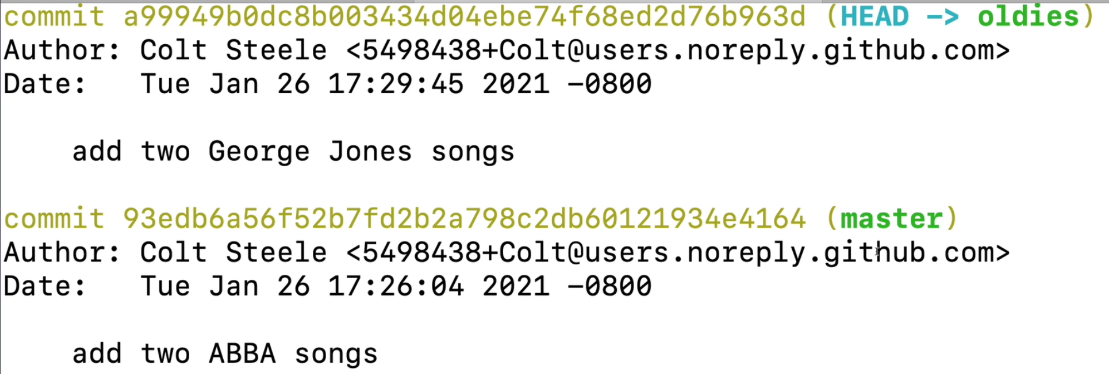 commit a99949b0dc8b003434d04ebe74f68ed2d76b963d (HEAD -> oldies)
Author: Colt Steele <5498438+Colt@users.noreply.github.com>
Date:   Tue Jan 26 17:29:45 2021 -0800
add two George Jones songs
commit 93edb6a56f52b7fd2b2a798c2db60121934e4164 (master)
Author: Colt Steele <5498438+Colt@users.noreply.github.com>
Date:   Tue Jan 26 17:26:04 2021 -0800
add two ABBA songs